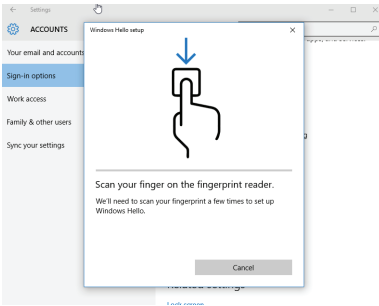 Settings
ACCOUNTS
Windows Hello setup
Your email and accounts
Sign-in options
Work access
Family & other users
Sync your settings
Scan your finger on the fingerprint reader.
We'll need to scan your fingerprint a few times to set up
Windows Hello.
Cancel
Related settings
Lock screen